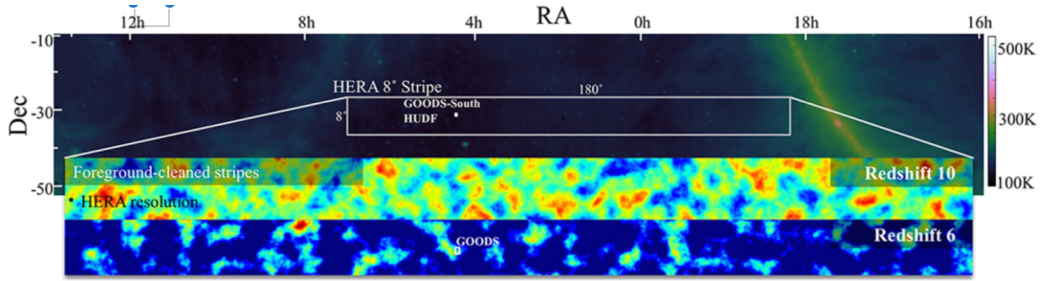 RA
12h 8h 4h 0h 18h 16h
-10
500K
HERA 8° Stripe
180°
GOODS-South
8°
HUDF
-30
300K
Dec
Foreground-cleaned stripes
Redshift 10
100K
-50
HERA resolution
Redshift 6
GOODS